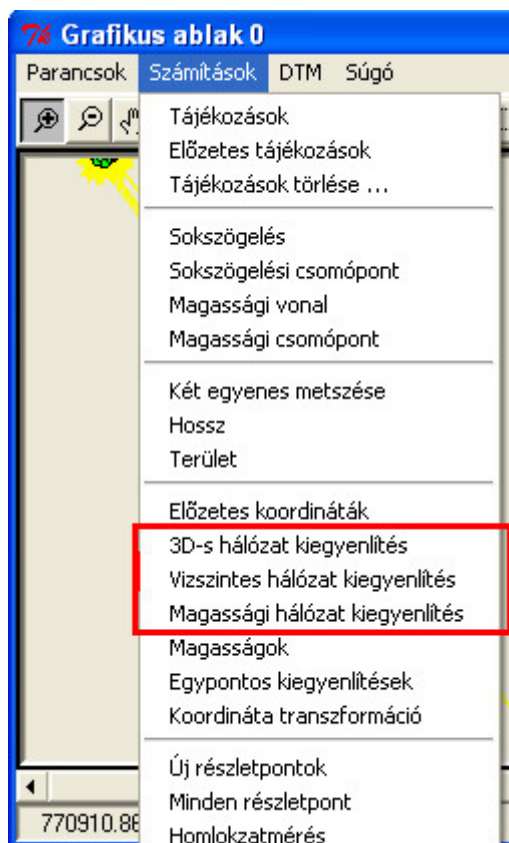 Grafikus ablak 0
Parancsok Számítások DTM Súgó
Tájékozások
Előzetes tájékozások
Tájékozások törlése ...
Sokszögelés
Sokszögelési csomópont
Magassági vonal
Magassági csomópont
Két egyenes metszése
Hossz
Terület
Előzetes koordináták
3D-s hálózat kiegyenlítés
Vizszintes hálózat kiegyenlítés
Magassági hálózat kiegyenlítés
Magasságok
Egypontos kiegyenlítések
Koordináta transzformáció
Új részletpontok
Minden részletpont
Homlokzatmérés
770910.86